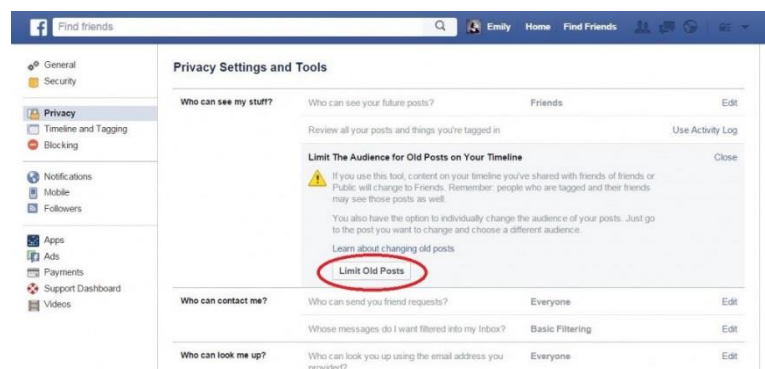 f
Find friends
Emily Home Find Friends
General
Security
Privacy
Timeline and Tagging
Blocking
Notifications
Mobile
Followers
Apps
Ads
Payments
Support Dashboard
Videos
Privacy Settings and Tools
Who can see my stuff? Who can see your future posts? Friends Edit
Review all your posts and things you're tagged in Use Activity Log
Limit The Audience for Old Posts on Your Timeline Close
If you use this tool, content on your timeline you've shared with friends of friends or
Public will change to Friends. Remember: people who are tagged and their friends
may see those posts as well.
You also have the option to individually change the audience of your posts. Just go
to the post you want to change and choose a different audience.
Learn about changing old posts
Limit Old Posts
Who can contact me? Who can send you friend requests? Everyone Edit
Whose messages do I want filtered into my Inbox? Basic Filtering Edit
Who can look me up? Who can look you up using the email address you Everyone Edit
provided?